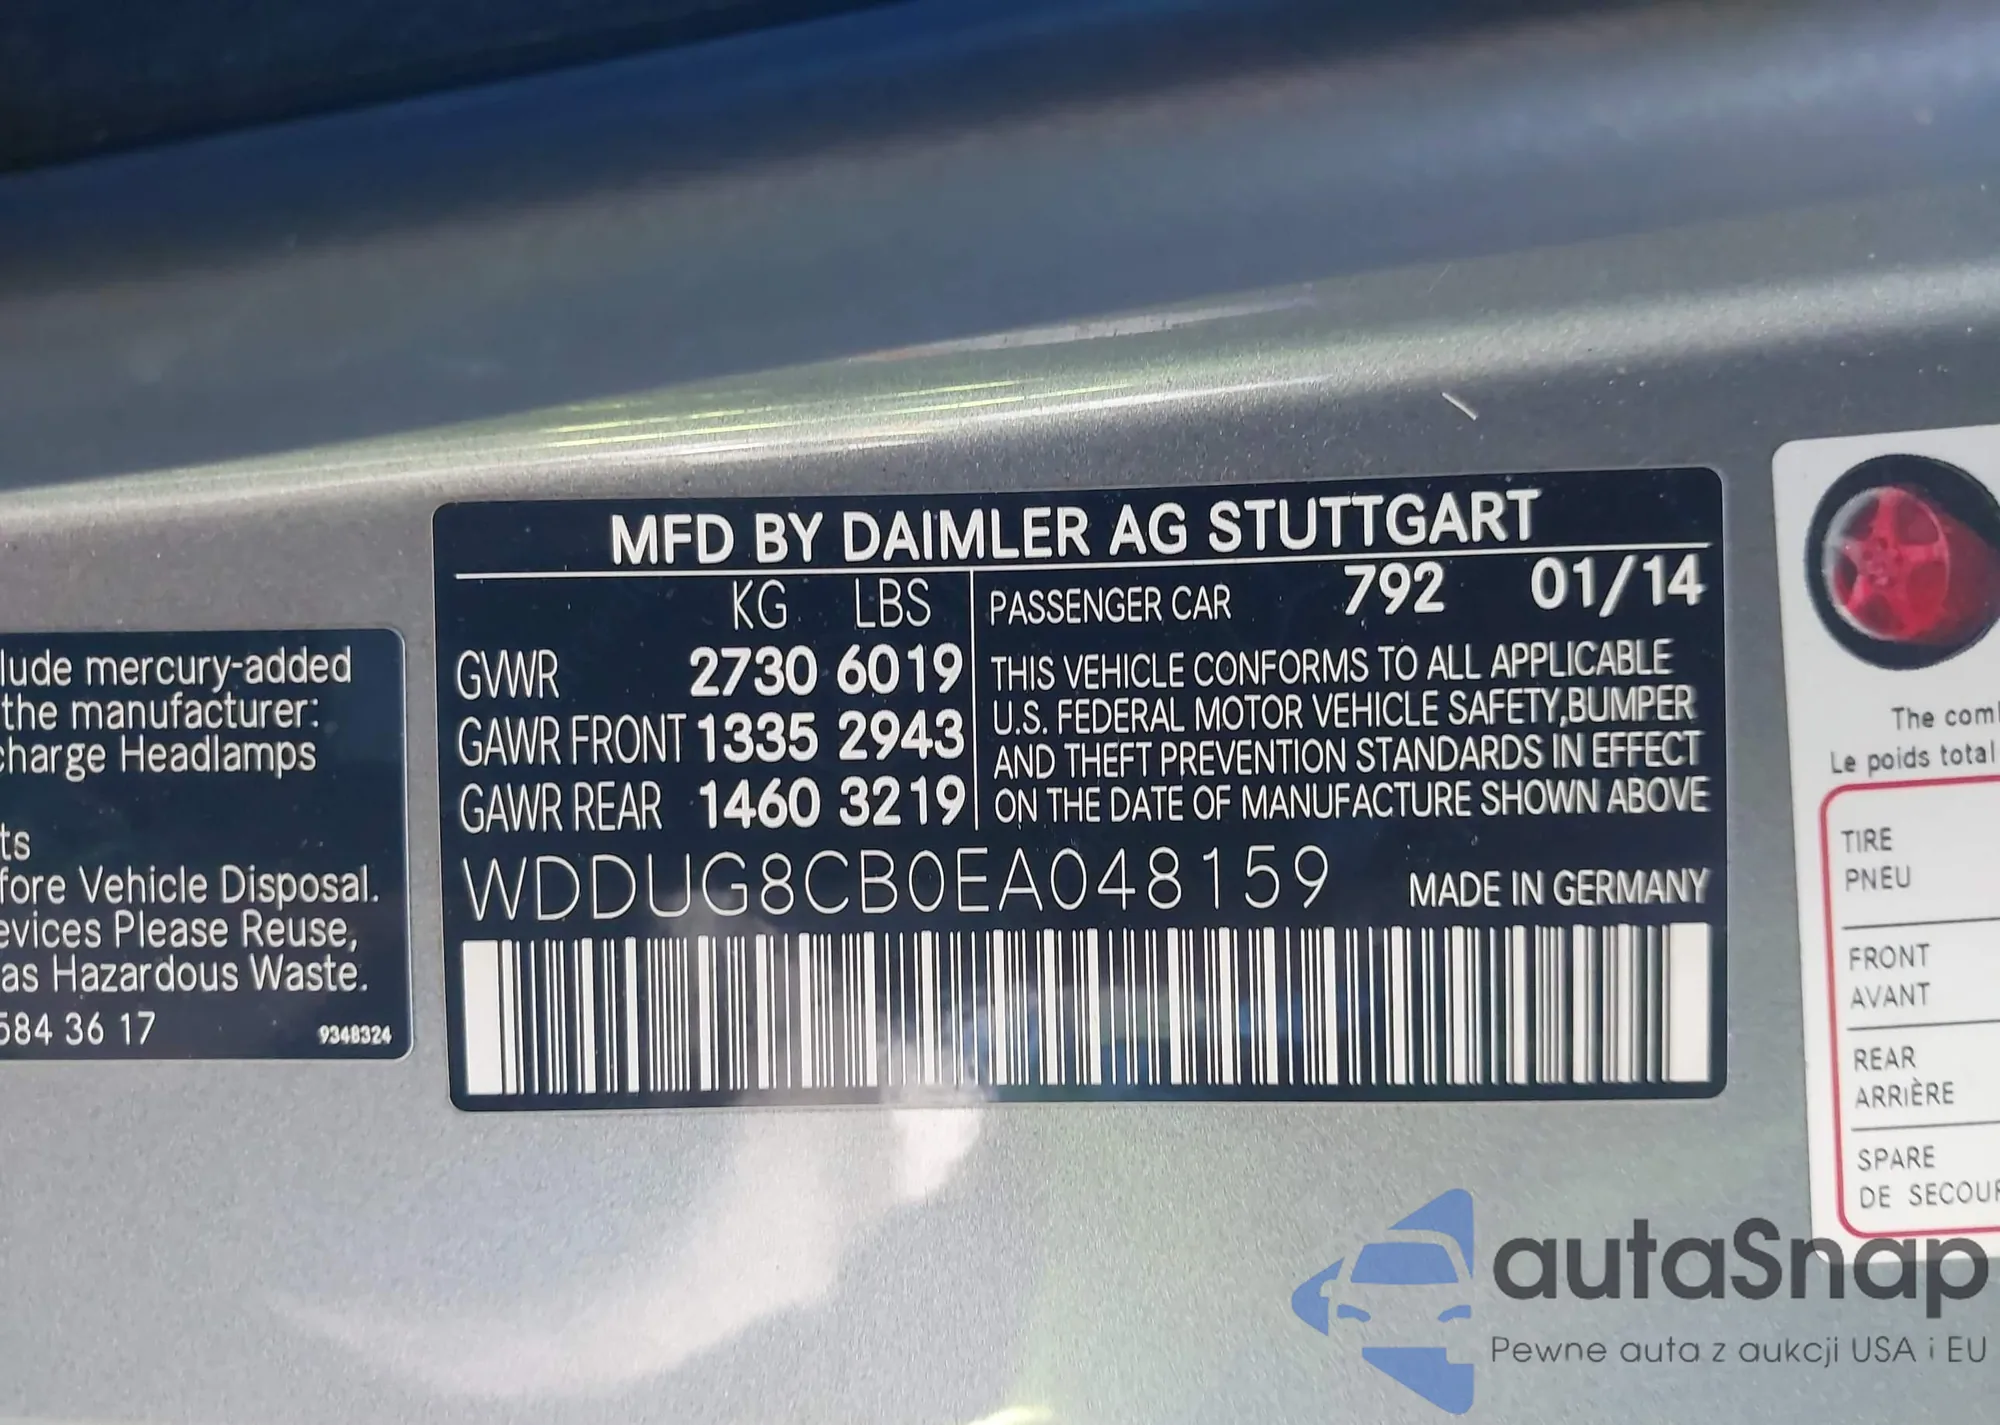 lude mercury-added
the manufacturer:
charge Headlamps
ts
fore Vehicle Disposal.
evices Please Reuse,
as Hazardous Waste.
584 36 17 9348324
MFD BY DAIMLER AG STUTTGART
KG LBS
GVWR 2730 6019
GAWR FRONT 1335 2943
GAWR REAR 1460 3219
PASSENGER CAR 792 01/14
THIS VEHICLE CONFORMS TO ALL APPLICABLE
U.S. FEDERAL MOTOR VEHICLE SAFETY,BUMPER
AND THEFT PREVENTION STANDARDS IN EFFECT
ON THE DATE OF MANUFACTURE SHOWN ABOVE
WDDUG8CB0EA048159 MADE IN GERMANY
The com
Le poids total
TIRE
PNEU
FRONT
AVANT
REAR
ARRIÈRE
SPARE
DE SECOUR
autaSnap
Pewne auta z aukcji USA i EU